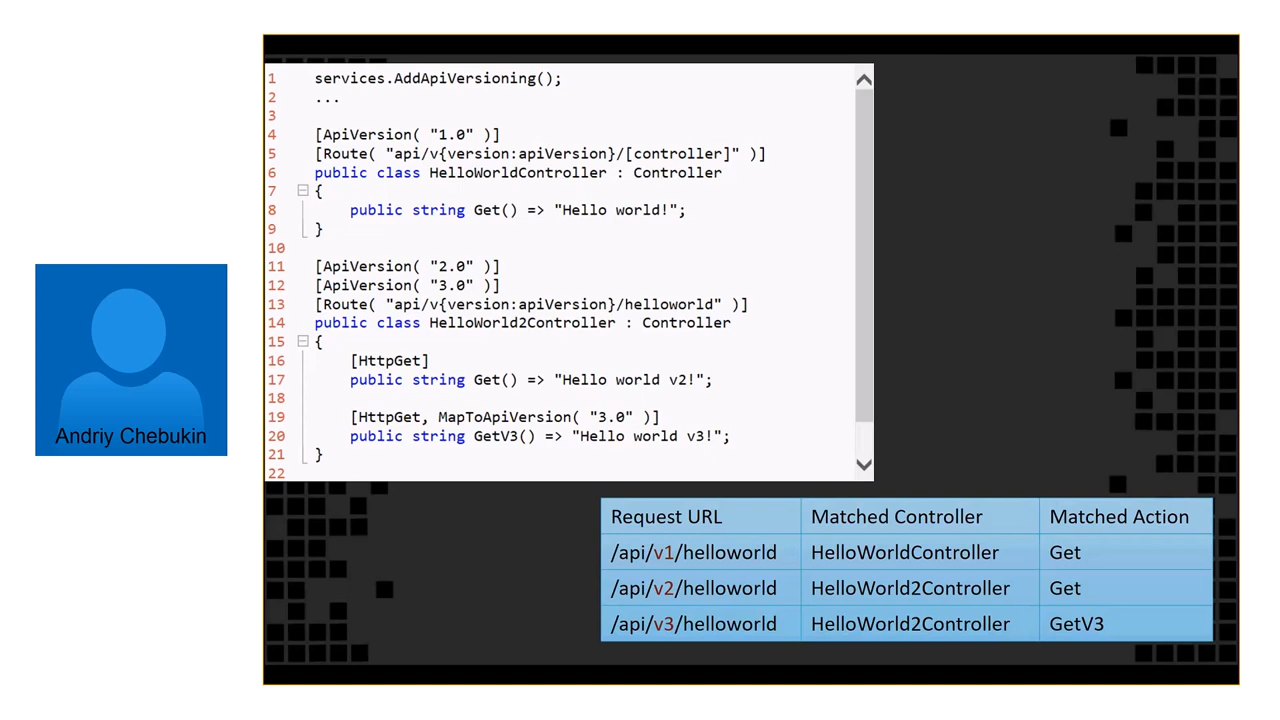 1 services.AddApiVersioning();
2 ...
3
4 [ApiVersion( "1.0" )]
5 [Route( "api/v{version:apiVersion}/[controller]" )]
6 public class HelloWorldController : Controller
7 {
8 public string Get() => "Hello world!";
9 }
10
11 [ApiVersion( "2.0" )]
12 [ApiVersion( "3.0" )]
13 [Route( "api/v{version:apiVersion}/helloworld" )]
14 public class HelloWorld2Controller : Controller
15 {
16 [HttpGet]
17 public string Get() => "Hello world v2!";
18
19 [HttpGet, MapToApiVersion( "3.0" )]
20 public string GetV3() => "Hello world v3!";
21 }
22
Andriy Chebukin
Request URL Matched Controller Matched Action
/api/v1/helloworld HelloWorldController Get
/api/v2/helloworld HelloWorld2Controller Get
/api/v3/helloworld HelloWorld2Controller GetV3